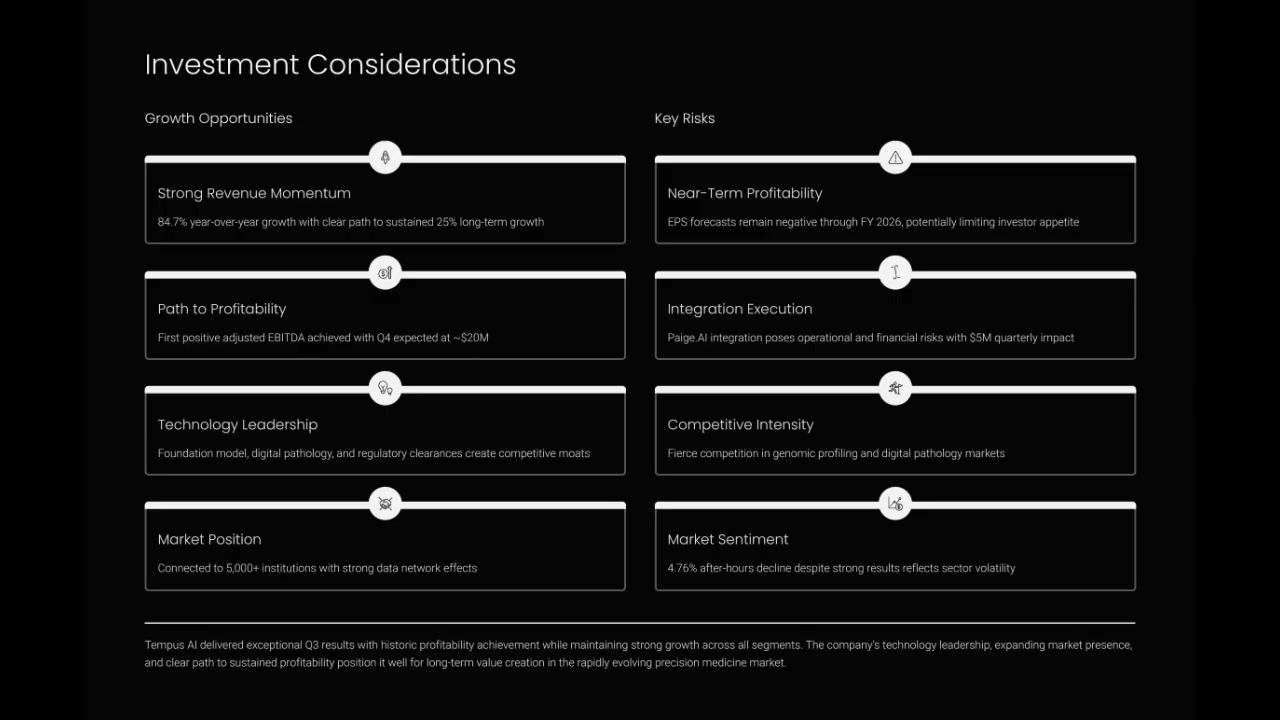 Investment Considerations
Growth Opportunities
Strong Revenue Momentum
84.7% year-over-year growth with clear path to sustained 25% long-term growth
Path to Profitability
First positive adjusted EBITDA achieved with Q4 expected at ~$20M
Technology Leadership
Foundation model, digital pathology, and regulatory clearances create competitive moats
Market Position
Connected to 5,000+ institutions with strong data network effects
Key Risks
Near-Term Profitability
EPS forecasts remain negative through FY 2026, potentially limiting investor appetite
Integration Execution
Paige.AI integration poses operational and financial risks with $5M quarterly impact
Competitive Intensity
Fierce competition in genomic profiling and digital pathology markets
Market Sentiment
4.76% after-hours decline despite strong results reflects sector volatility
Tempus AI delivered exceptional Q3 results with historic profitability achievement while maintaining strong growth across all segments. The company's technology leadership, expanding market presence,
and clear path to sustained profitability position it well for long-term value creation in the rapidly evolving precision medicine market.